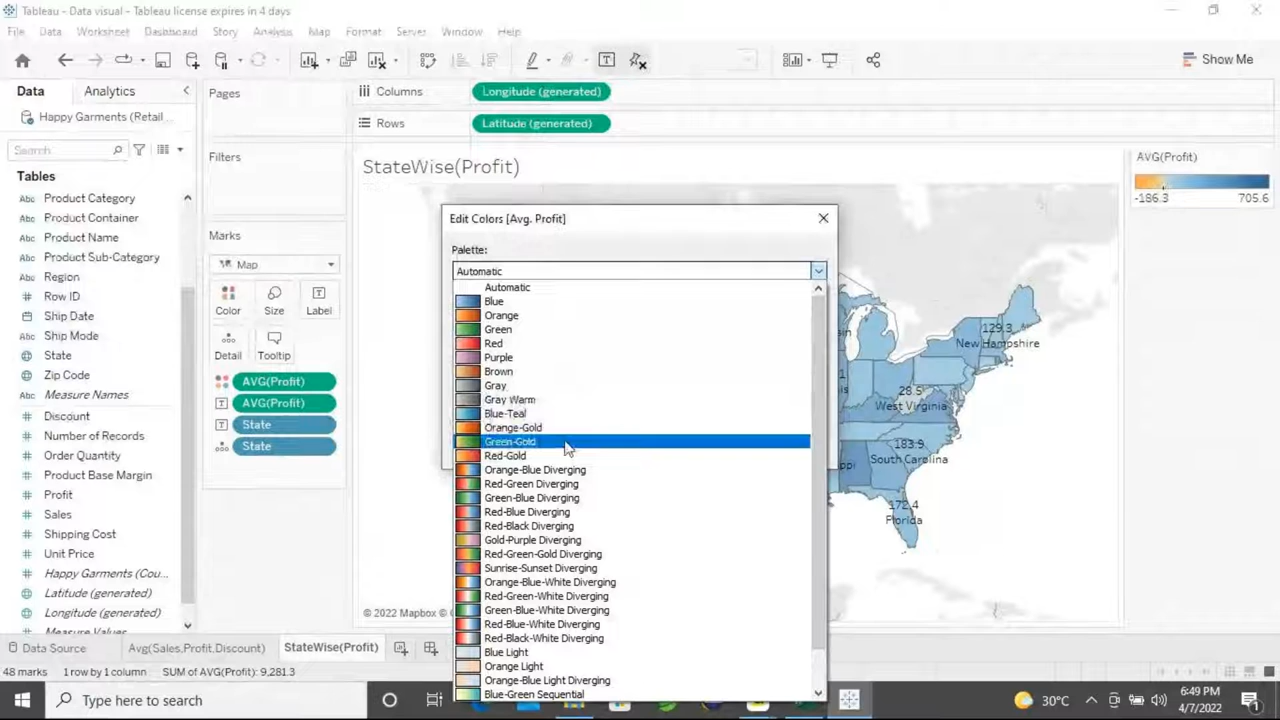 Tableau - Data visual - Tableau license expires in 4 days
File Data Worksheet Dashboard Story Analysis Map Format Server Window Help
Show Me
Data Analytics
Happy Garments (Retail ...
Search
Tables
Abc Product Category
Abc Product Container
Abc Product Name
Abc Product Sub-Category
Abc Region
# Row ID
Ship Date
Abc Ship Mode
State
Zip Code
Abc Measure Names
# Discount
# Number of Records
# Order Quantity
# Product Base Margin
# Profit
# Sales
# Shipping Cost
# Unit Price
# Happy Garments (Cou...
Latitude (generated)
Longitude (generated)
# Measure Values
Pages
Filters
Marks
Map
Color Size Label
Detail Tooltip
AVG(Profit)
AVG(Profit)
State
State
Columns Longitude (generated)
Rows Latitude (generated)
StateWise(Profit)
Edit Colors [Avg. Profit]
Palette:
Automatic
Automatic
Blue
Orange
Green
Red
Purple
Brown
Gray
Gray Warm
Blue-Teal
Orange-Gold
Green-Gold
Red-Gold
Orange-Blue Diverging
Red-Green Diverging
Green-Blue Diverging
Red-Blue Diverging
Red-Black Diverging
Gold-Purple Diverging
Red-Green-Gold Diverging
Sunrise-Sunset Diverging
Orange-Blue-White Diverging
Red-Green-White Diverging
Green-Blue-White Diverging
Red-Blue-White Diverging
Red-Black-White Diverging
Blue Light
Orange Light
Orange-Blue Light Diverging
Blue-Green Sequential
129.3
New Hampshire
28.5
West Virginia
183.9
South Carolina
172.4
Florida
© 2022 Mapbox ©
AVG(Profit)
-186.3 705.6
Data Source Avg(Sales,Profit,Discount) StateWise(Profit)
48 marks 1 row by 1 column SUM of AVG(Profit): 9,281.3
Type here to search
30°C
6:49 PM
4/7/2022